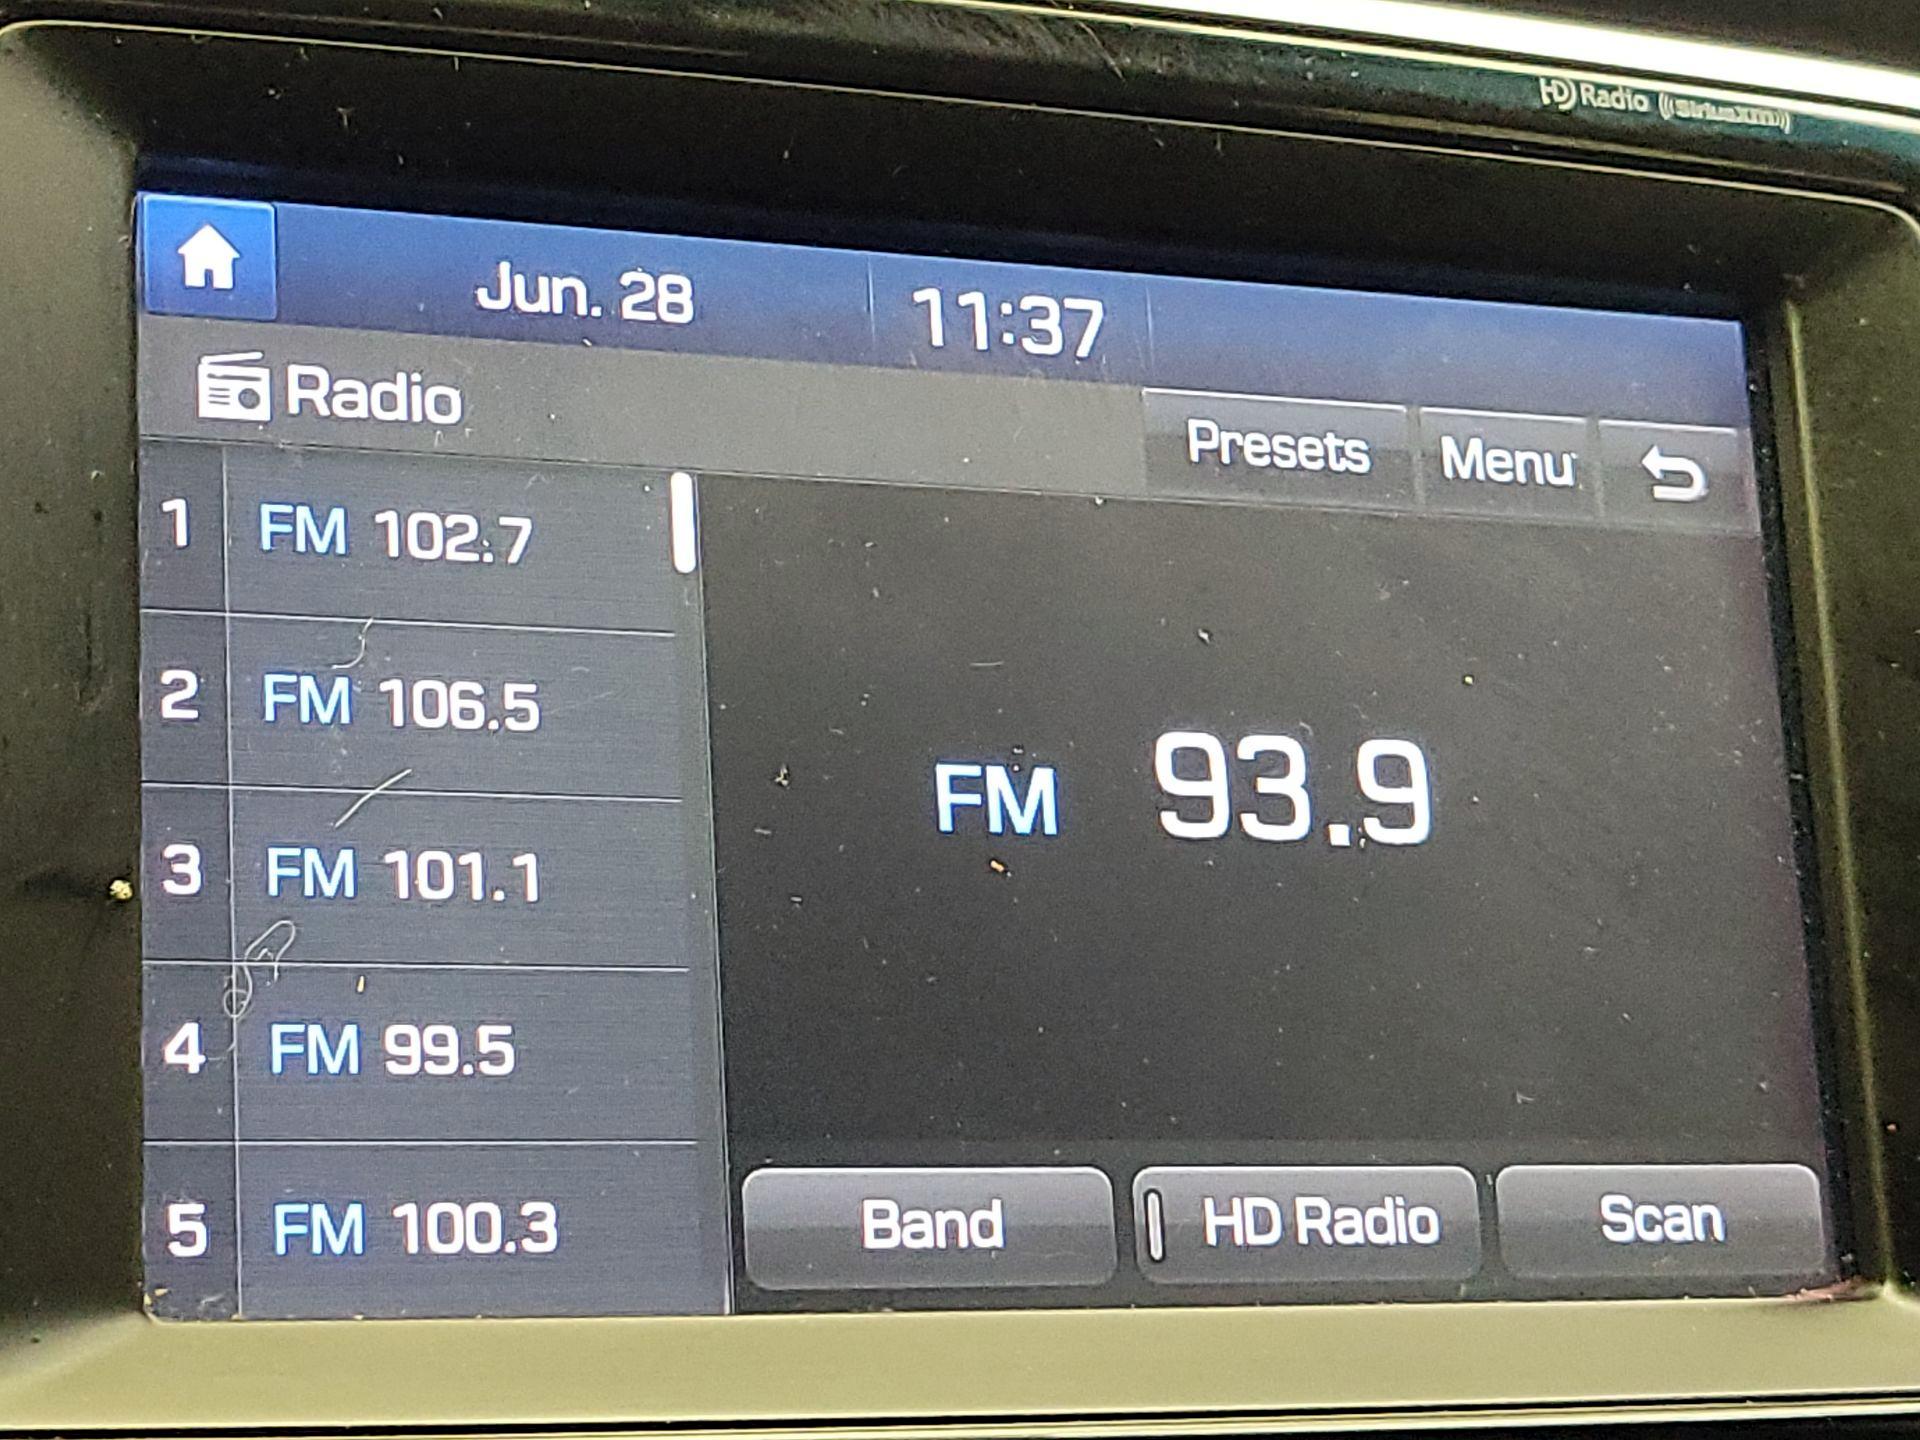 HD Radio (((siriusxm)))
Jun. 28 11:37
Radio
Presets Menu
1 FM 102.7
2 FM 106.5
3 FM 101.1
4 FM 99.5
5 FM 100.3
FM 93.9
Band HD Radio Scan